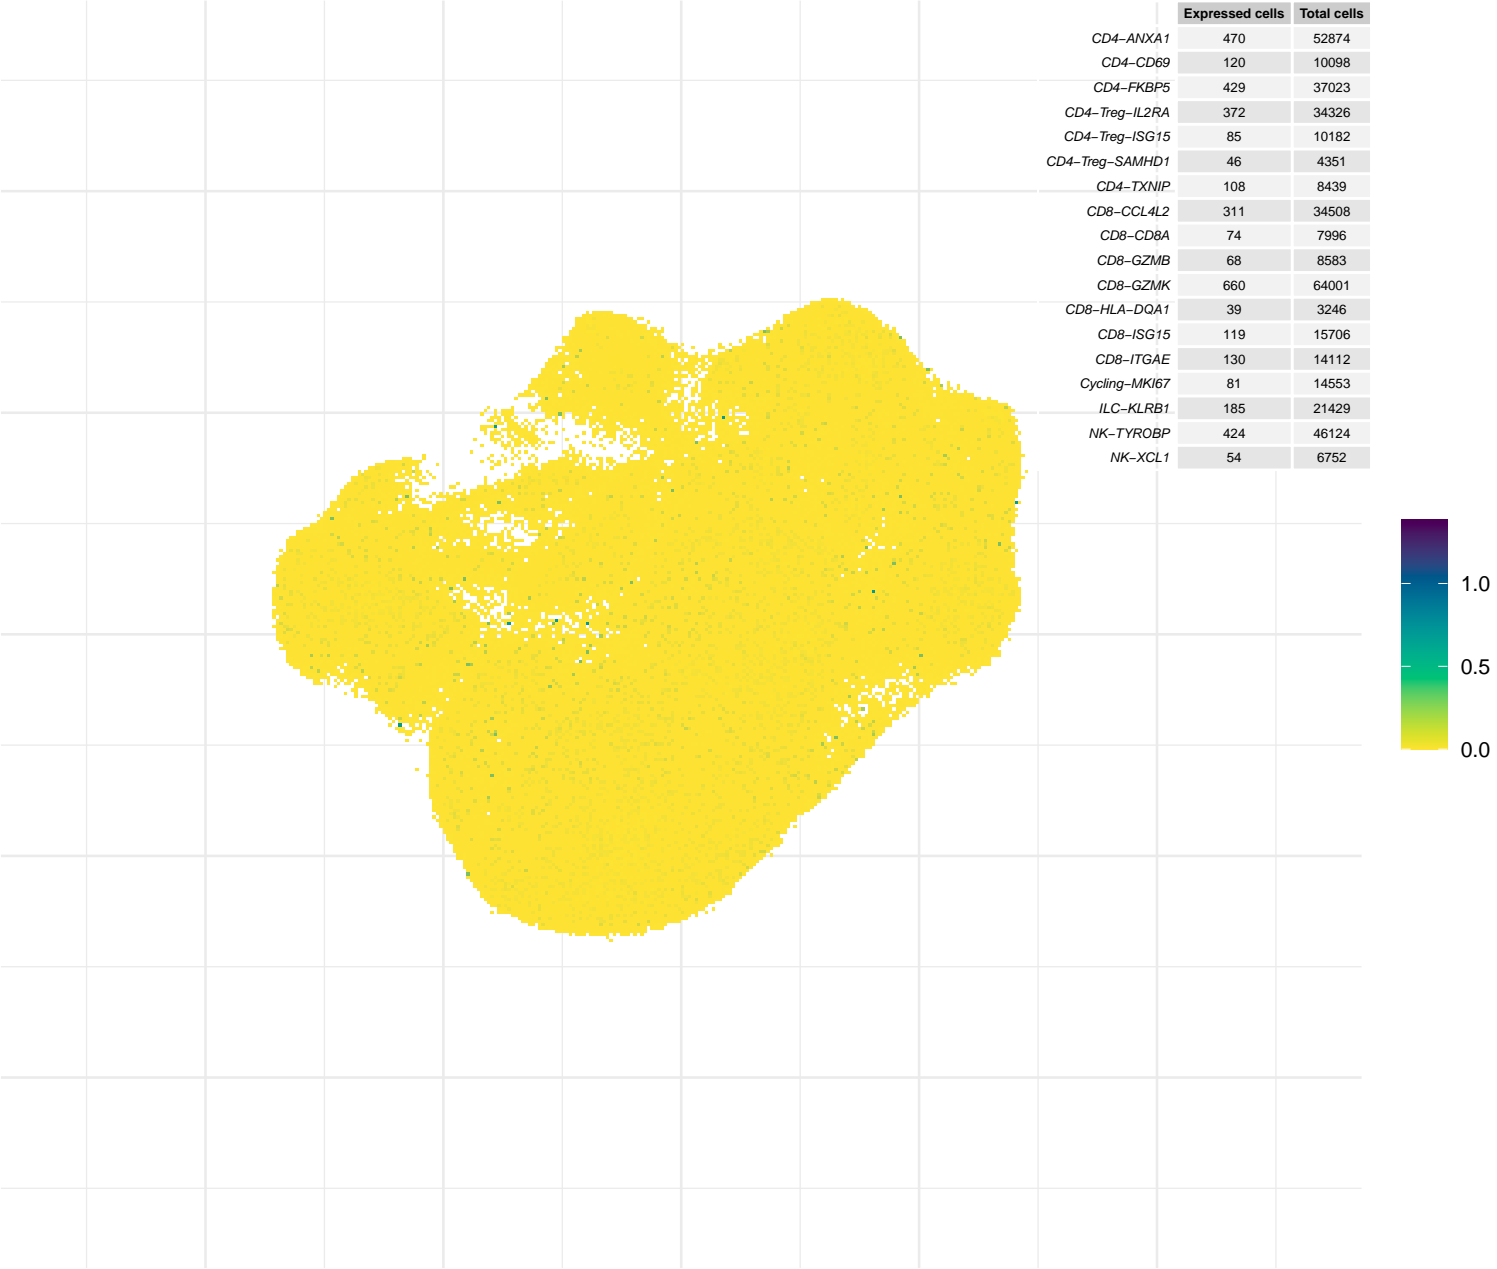 Expressed cells Total cells
CD4−ANXA1 470 52874
CD4−CD69 120 10098
CD4−FKBP5 429 37023
CD4−Treg−IL2RA 372 34326
CD4−Treg−ISG15 85 10182
CD4−Treg−SAMHD1 46 4351
CD4−TXNIP 108 8439
CD8−CCL4L2 311 34508
CD8−CD8A 74 7996
CD8−GZMB 68 8583
CD8−GZMK 660 64001
CD8−HLA−DQA1 39 3246
CD8−ISG15 119 15706
CD8−ITGAE 130 14112
Cycling−MKI67 81 14553
ILC−KLRB1 185 21429
NK−TYROBP 424 46124
NK−XCL1 54 6752
1.0
0.5
0.0